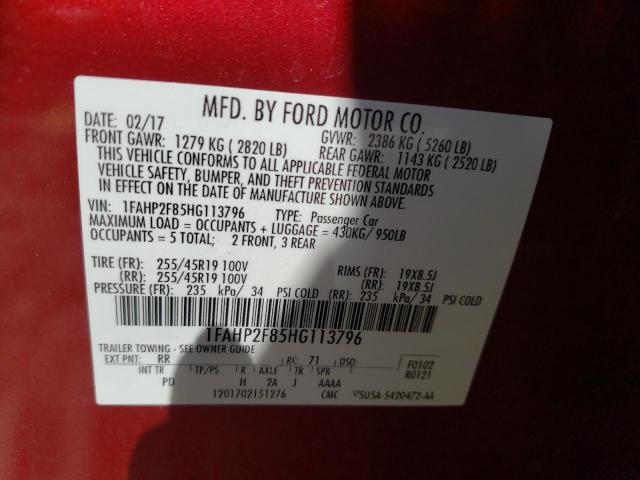 MFD. BY FORD MOTOR CO.
DATE: 02/17 GVWR: 2386 KG ( 5260 LB)
FRONT GAWR: 1279 KG ( 2820 LB) REAR GAWR: 1143 KG ( 2520 LB)
THIS VEHICLE CONFORMS TO ALL APPLICABLE FEDERAL MOTOR
VEHICLE SAFETY, BUMPER, AND THEFT PREVENTION STANDARDS
IN EFFECT ON THE DATE OF MANUFACTURE SHOWN ABOVE.
VIN: 1FAHP2F85HG113796 TYPE: Passenger Car
MAXIMUM LOAD = OCCUPANTS + LUGGAGE = 430KG/ 950LB
OCCUPANTS = 5 TOTAL; 2 FRONT, 3 REAR
TIRE (FR): 255/45R19 100V RIMS (FR): 19X8.5J
(RR): 255/45R19 100V (RR): 19X8.5J
PRESSURE (FR): 235 kPa/ 34 PSI COLD (RR): 235 kPa/ 34 PSI COLD
1FAHP2F85HG113796
TRAILER TOWING - SEE OWNER GUIDE
EXT PNT: RR RC: 71 DSO: F0102
INT TR TP/PS R AXLE TR SPR R0121
PD H 2A J AAAA
1201702151276 CMC 5USA-5420472-AA